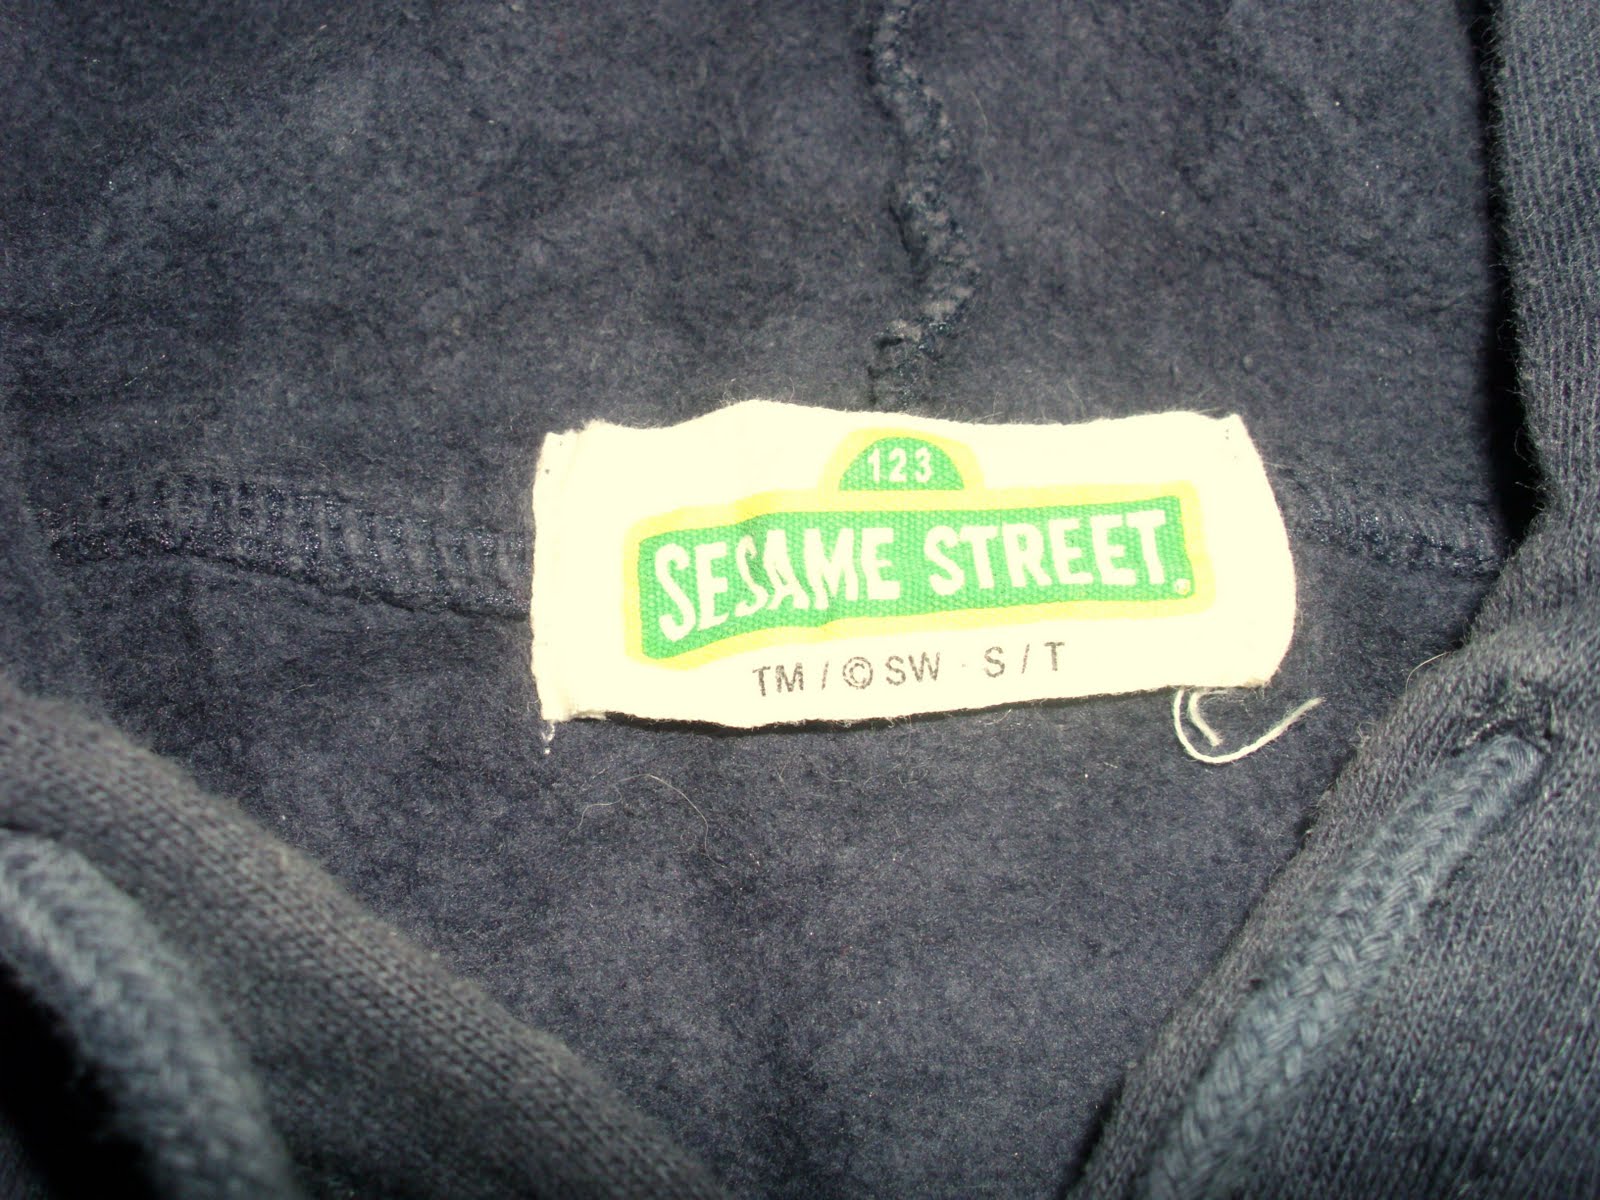 123
SESAME STREET®
TM / © SW · S / T